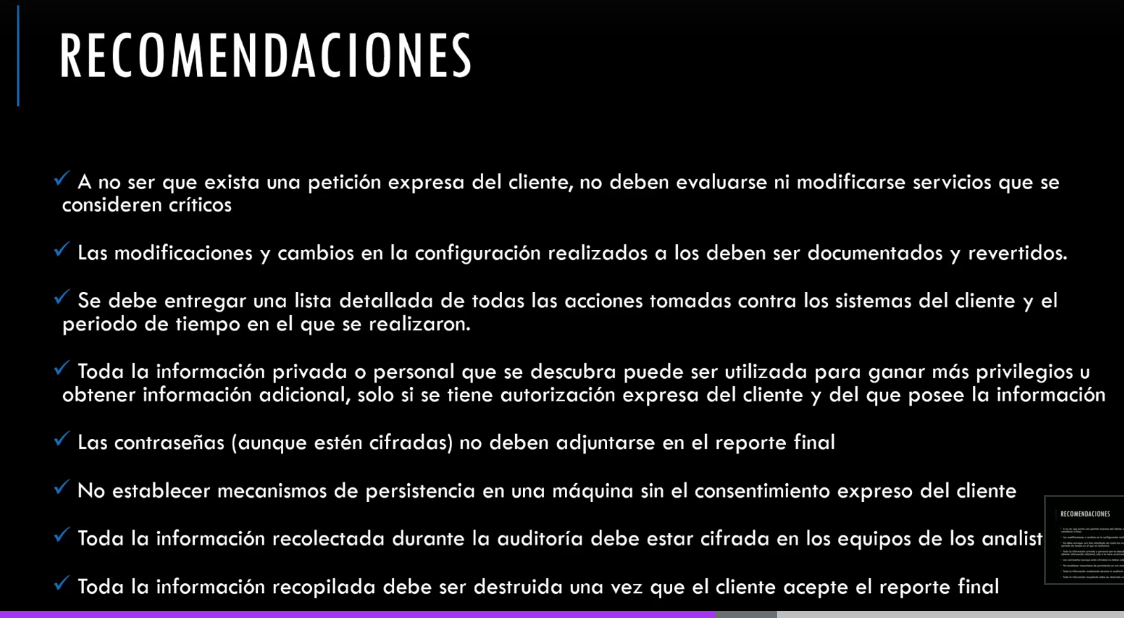 RECOMENDACIONES
✓ A no ser que exista una petición expresa del cliente, no deben evaluarse ni modificarse servicios que se
consideren críticos
✓ Las modificaciones y cambios en la configuración realizados a los deben ser documentados y revertidos.
✓ Se debe entregar una lista detallada de todas las acciones tomadas contra los sistemas del cliente y el
periodo de tiempo en el que se realizaron.
✓ Toda la información privada o personal que se descubra puede ser utilizada para ganar más privilegios u
obtener información adicional, solo si se tiene autorización expresa del cliente y del que posee la información
✓ Las contraseñas (aunque estén cifradas) no deben adjuntarse en el reporte final
✓ No establecer mecanismos de persistencia en una máquina sin el consentimiento expreso del cliente
✓ Toda la información recolectada durante la auditoría debe estar cifrada en los equipos de los analist
✓ Toda la información recopilada debe ser destruida una vez que el cliente acepte el reporte final
RECOMENDACIONES